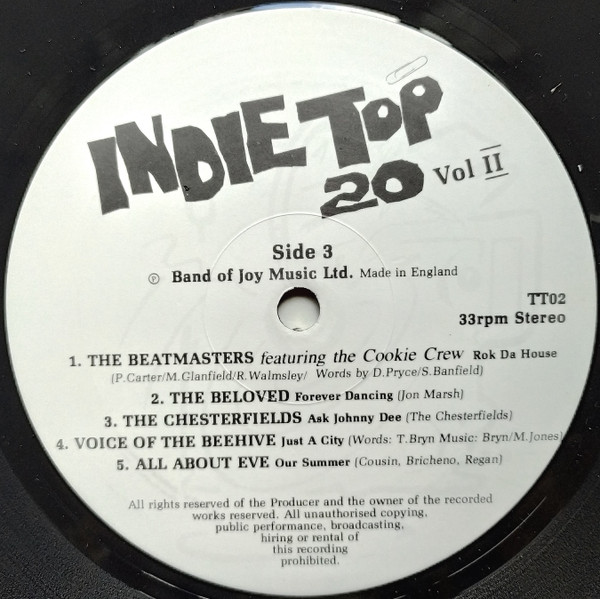 INDIE TOP
20 Vol II
Side 3
℗ Band of Joy Music Ltd. Made in England
TT02
33rpm Stereo
1. THE BEATMASTERS featuring the Cookie Crew Rok Da House
(P.Carter/M.Glanfield/R.Walmsley/ Words by D.Pryce/S.Banfield)
2. THE BELOVED Forever Dancing (Jon Marsh)
3. THE CHESTERFIELDS Ask Johnny Dee (The Chesterfields)
4. VOICE OF THE BEEHIVE Just A City (Words: T.Bryn Music: Bryn/M.Jones)
5. ALL ABOUT EVE Our Summer (Cousin, Bricheno, Regan)
All rights reserved of the Producer and the owner of the recorded
works reserved. All unauthorised copying,
public performance, broadcasting,
hiring or rental of
this recording
prohibited.